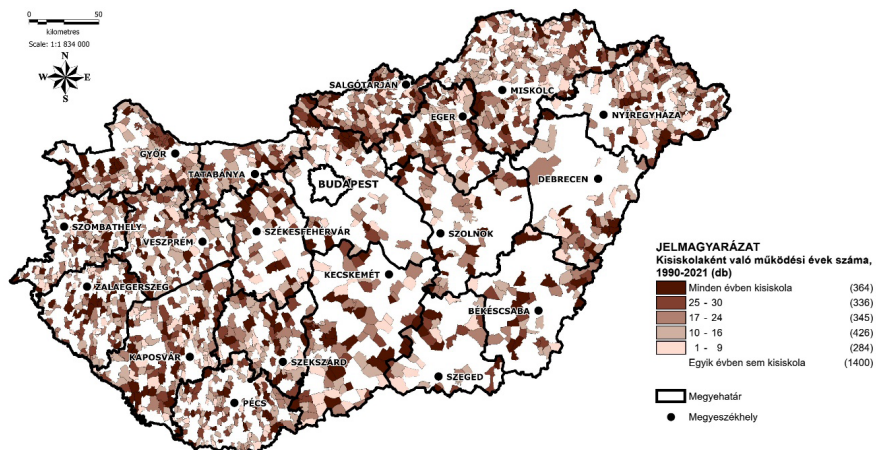 0 50
kilometres
Scale: 1:1 834 000
N
W E
S
SALGÓTARJÁN
MISKOLC
EGER
NYÍREGYHÁZA
GYŐR
TATABÁNYA
BUDAPEST
DEBRECEN
SZOMBATHELY
SZÉKESFEHÉRVÁR
SZOLNOK
VESZPRÉM
KECSKEMÉT
ZALAEGERSZEG
BÉKÉSCSABA
KAPOSVÁR
SZEKSZÁRD
SZEGED
PÉCS
JELMAGYARÁZAT
Kisiskolaként való működési évek száma,
1990-2021 (db)
Minden évben kisiskola (364)
25 - 30 (336)
17 - 24 (345)
10 - 16 (426)
1 - 9 (284)
Egyik évben sem kisiskola (1400)
Megyehatár
Megyeszékhely